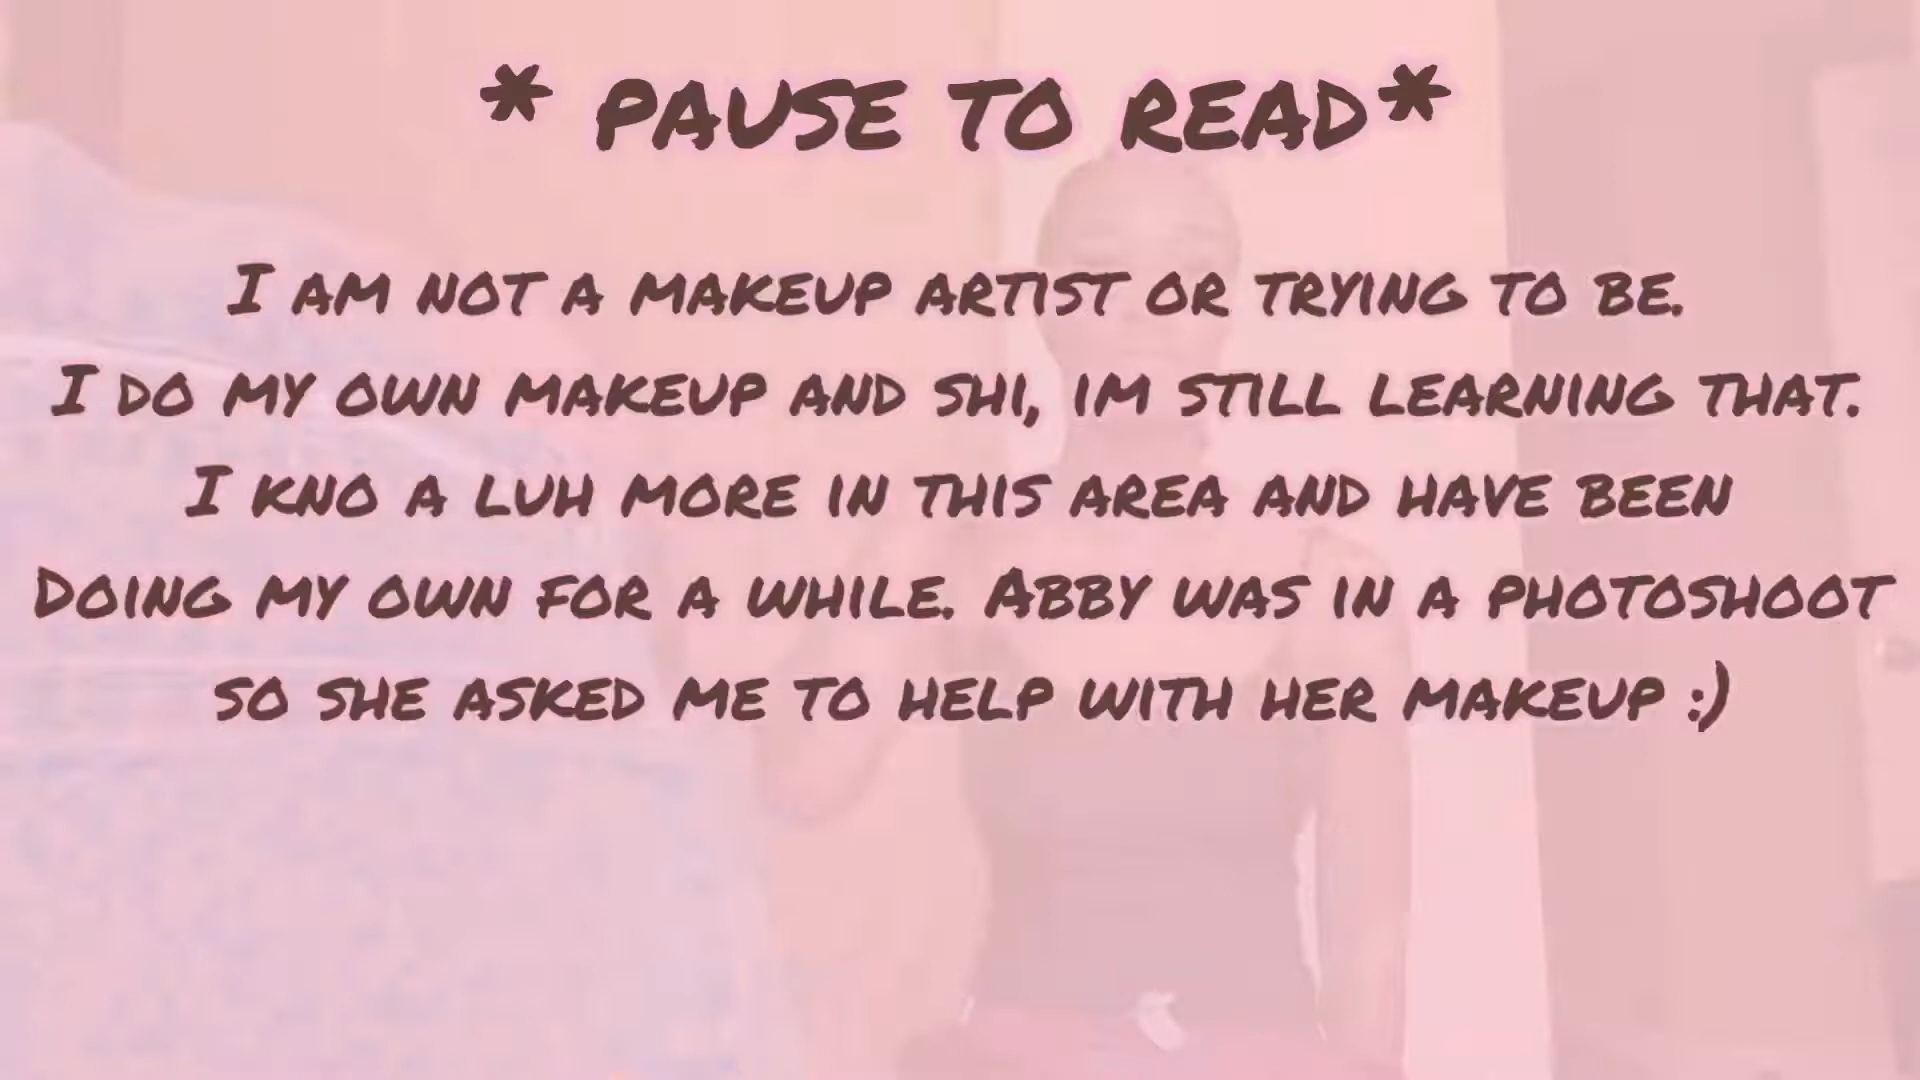 * PAUSE TO READ*
I AM NOT A MAKEUP ARTIST OR TRYING TO BE.
I DO MY OWN MAKEUP AND SHI, IM STILL LEARNING THAT.
I KNO A LUH MORE IN THIS AREA AND HAVE BEEN
DOING MY OWN FOR A WHILE. ABBY WAS IN A PHOTOSHOOT
SO SHE ASKED ME TO HELP WITH HER MAKEUP :)